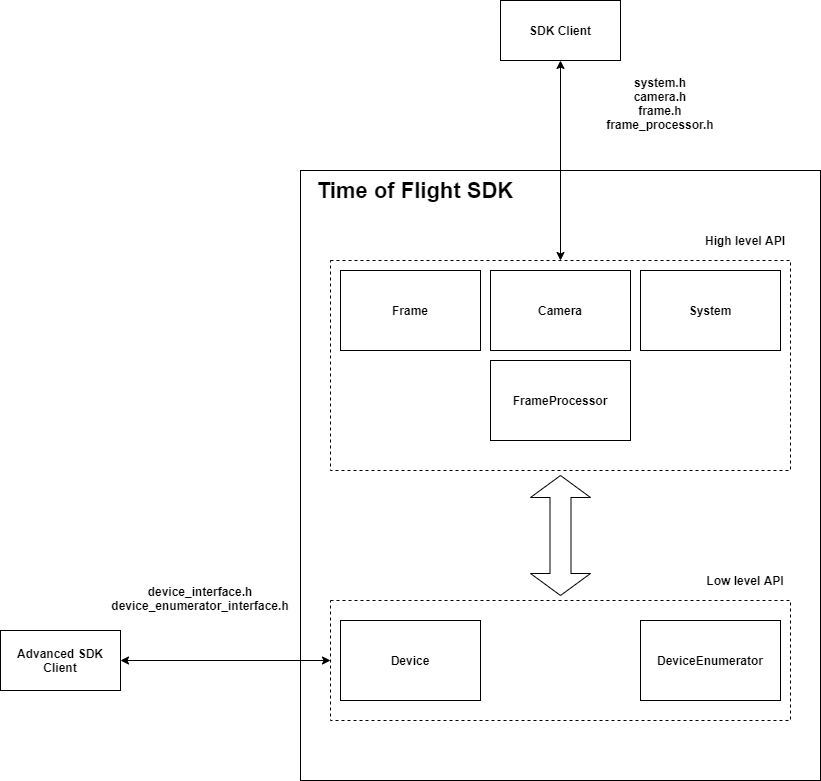 SDK Client
system.h
camera.h
frame.h
frame_processor.h
Time of Flight SDK
High level API
Frame
Camera
System
FrameProcessor
Low level API
device_interface.h
device_enumerator_interface.h
Advanced SDK
Client
Device
DeviceEnumerator